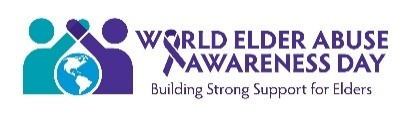 WORLD ELDER ABUSE
AWARENESS DAY
Building Strong Support for Elders